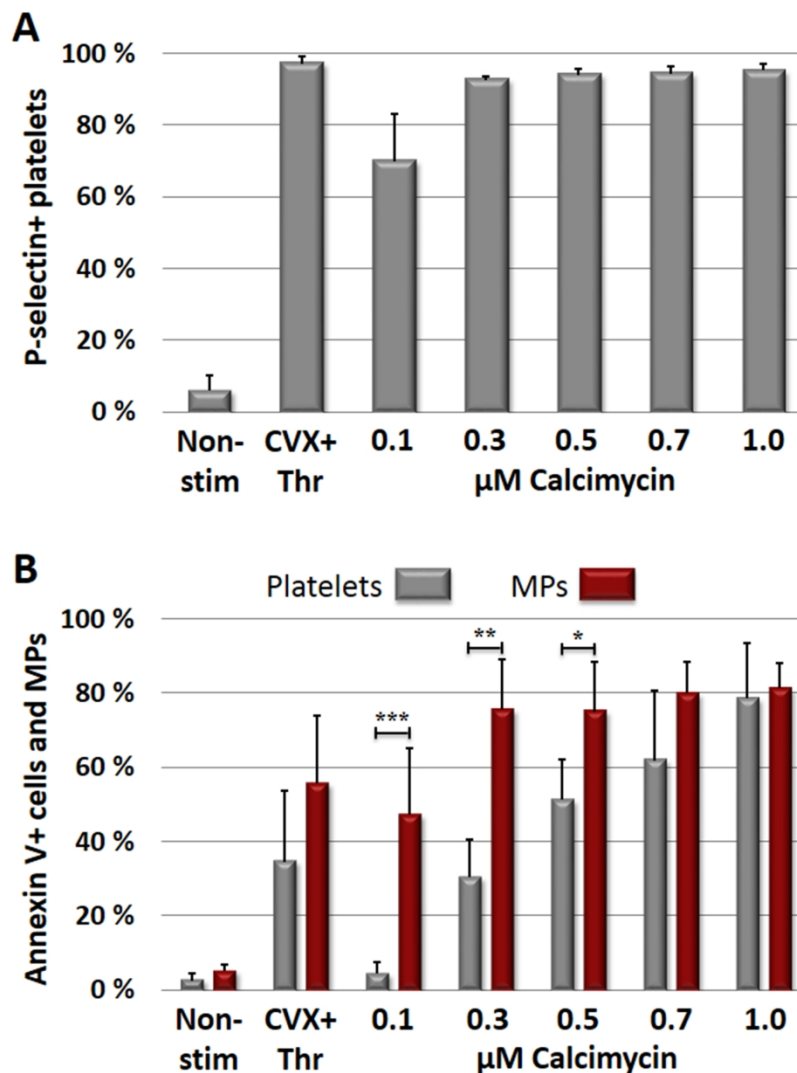 A
P-selectin+ platelets
100 %
80 %
60 %
40 %
20 %
0 %
Non-stim
CVX+ Thr
0.1
0.3
0.5
0.7
1.0
µM Calcimycin
B
Platelets
MPs
Annexin V+ cells and MPs
100 %
80 %
60 %
40 %
20 %
0 %
***
**
*
Non-stim
CVX+ Thr
0.1
0.3
0.5
0.7
1.0
µM Calcimycin